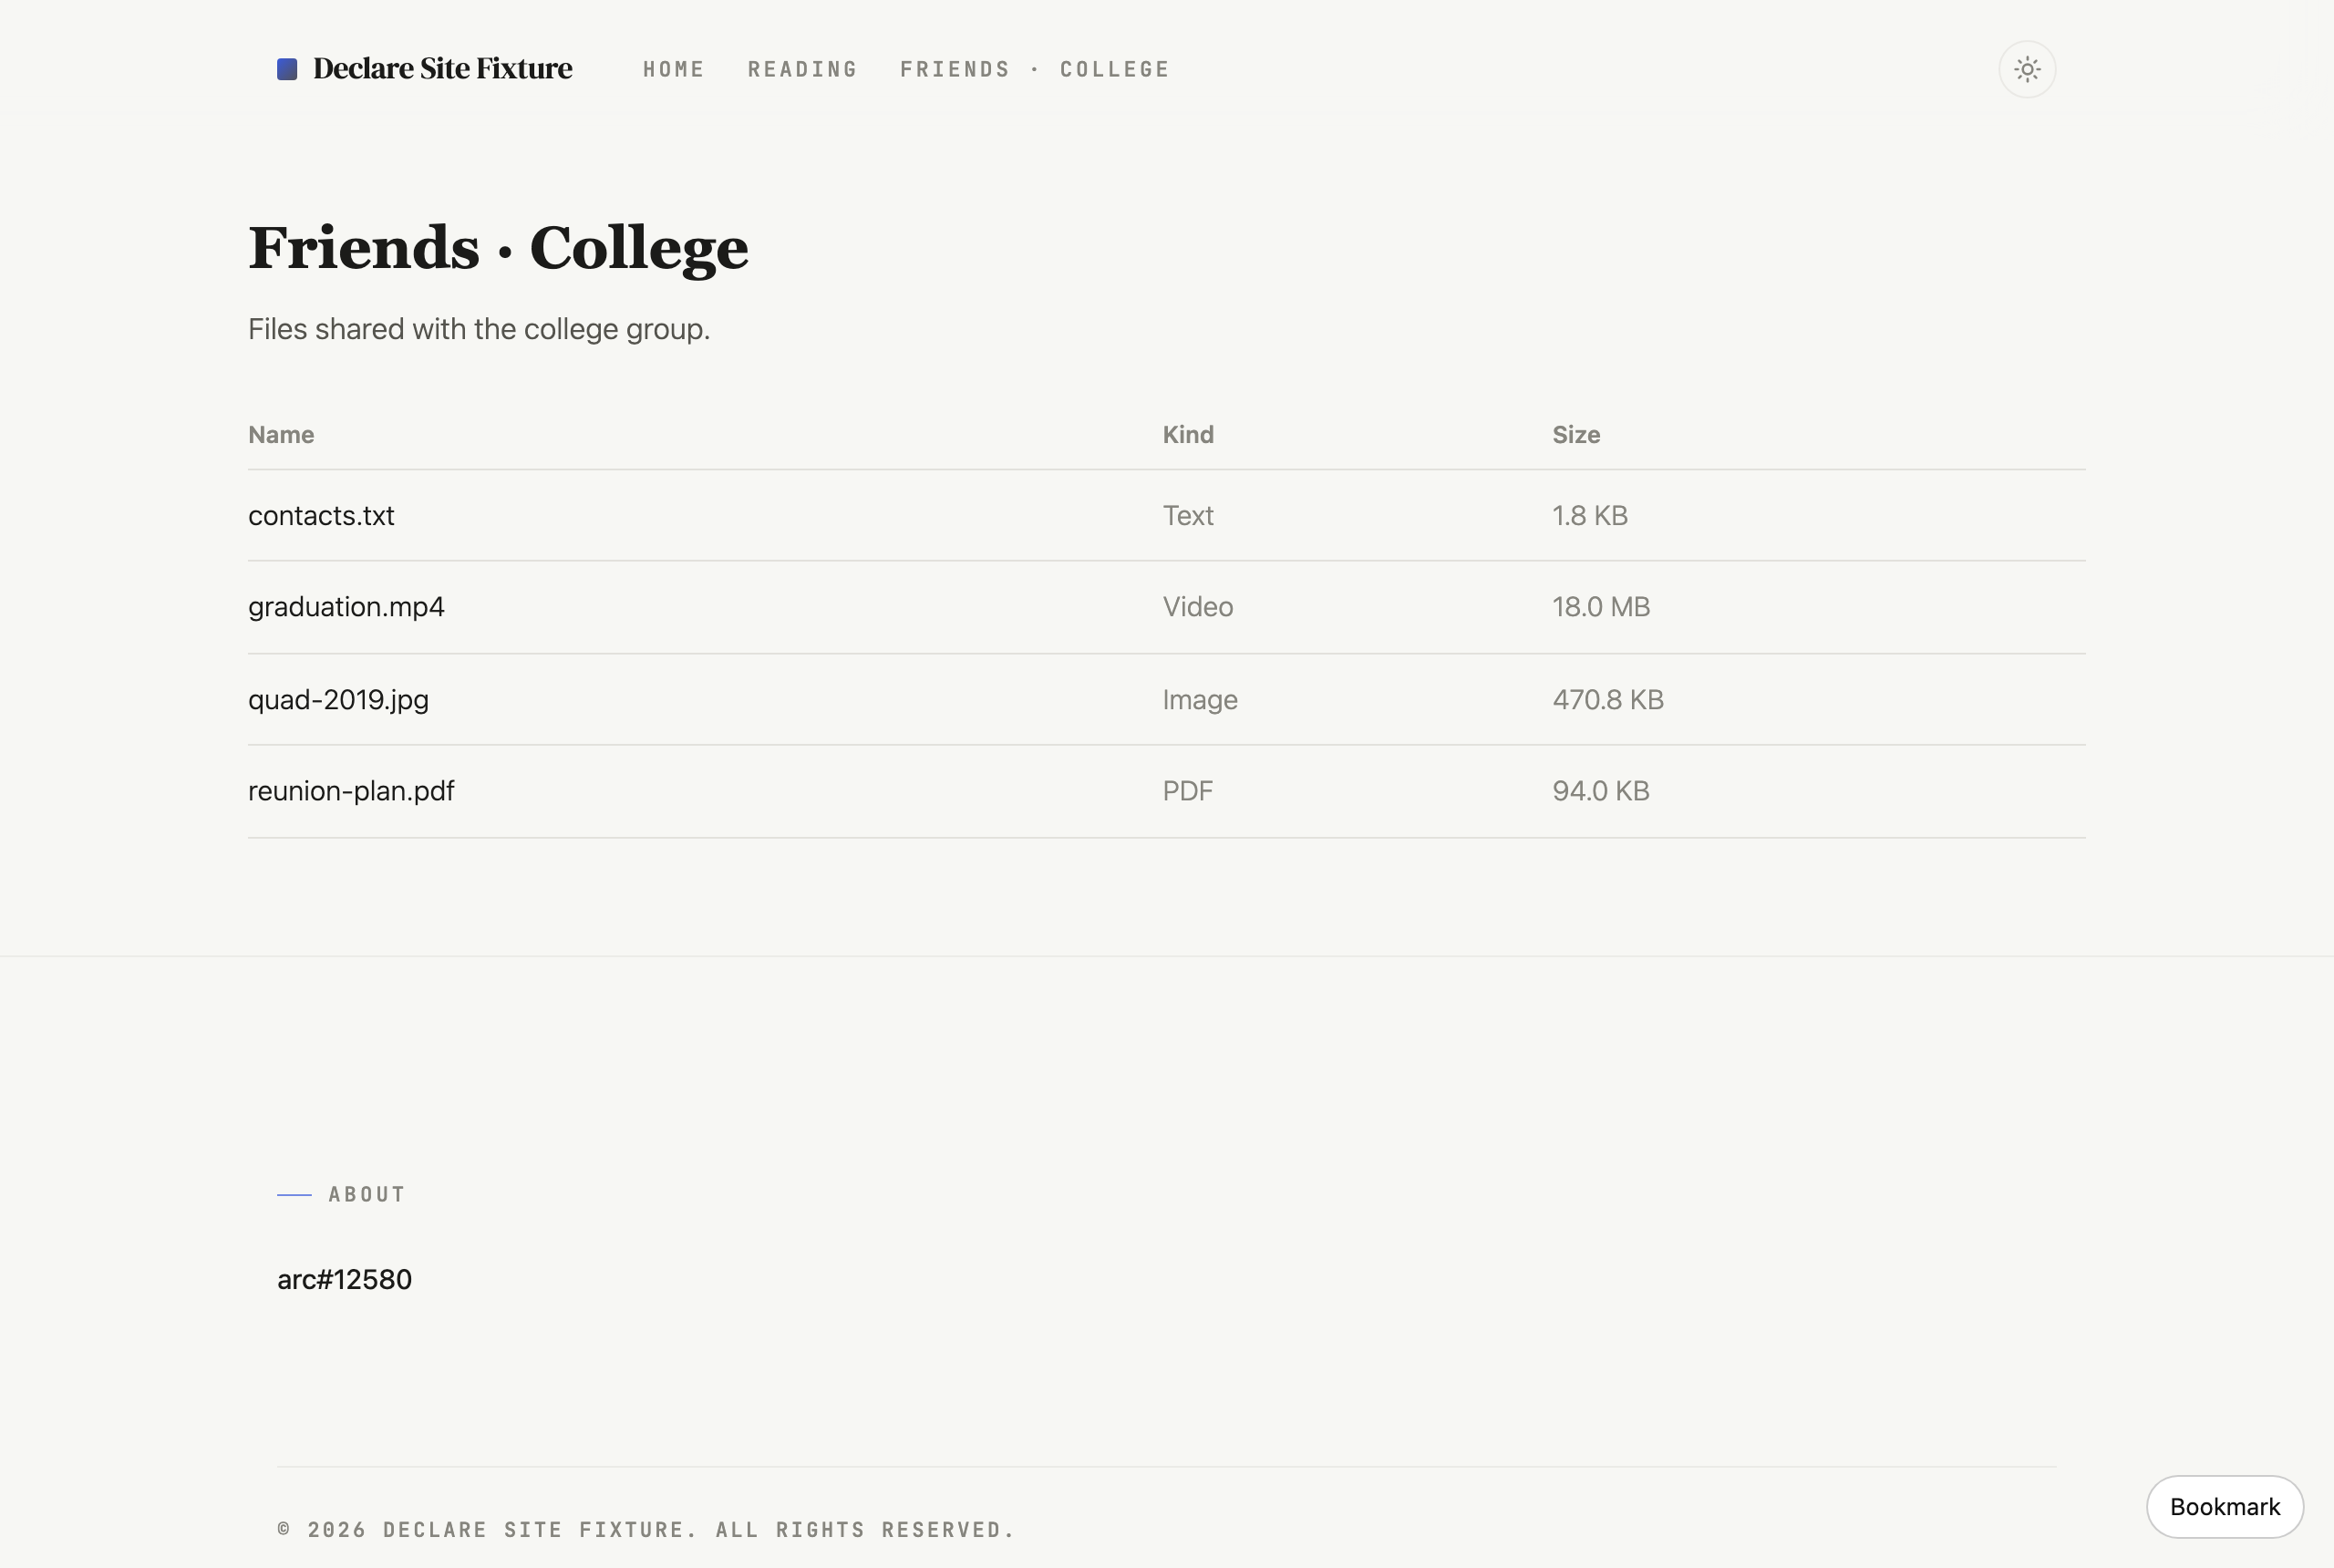 Declare Site Fixture HOME READING FRIENDS · COLLEGE
Friends · College
Files shared with the college group.
Name Kind Size
contacts.txt Text 1.8 KB
graduation.mp4 Video 18.0 MB
quad-2019.jpg Image 470.8 KB
reunion-plan.pdf PDF 94.0 KB
ABOUT
arc#12580
© 2026 DECLARE SITE FIXTURE. ALL RIGHTS RESERVED.
Bookmark